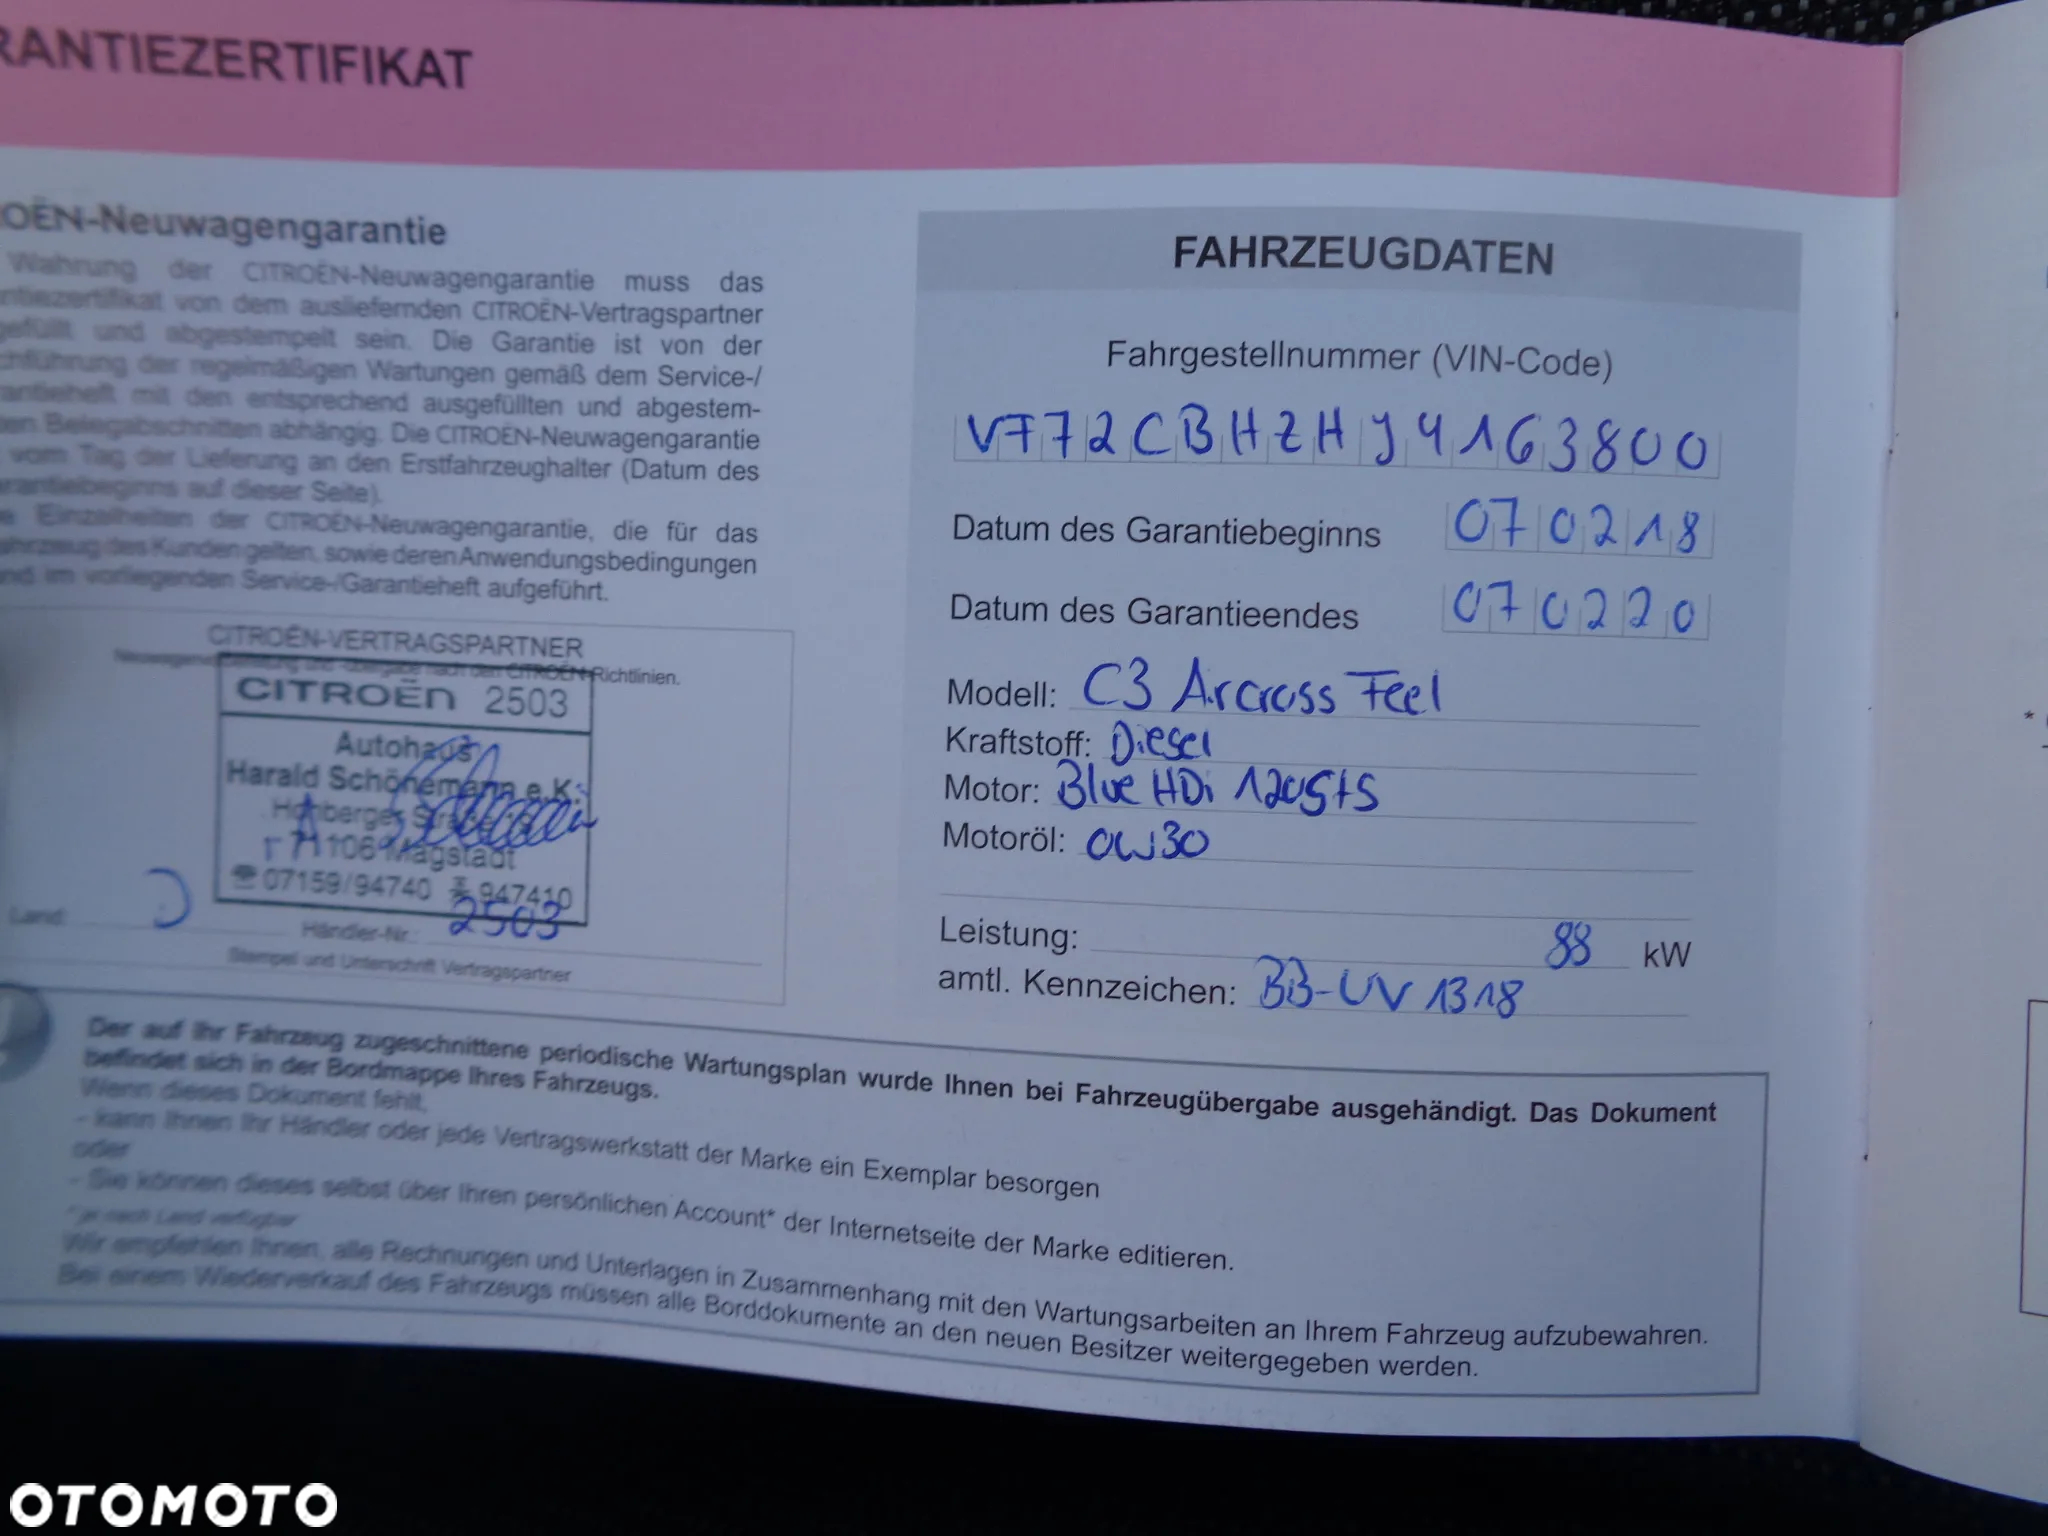 RANTIEZERTIFIKAT
OËN-Neuwagengarantie
Wahrung der CITROËN-Neuwagengarantie muss das
antiezertifikat von dem ausliefernden CITROËN-Vertragspartner
gefüllt und abgestempelt sein. Die Garantie ist von der
chführung der regelmäßigen Wartungen gemäß dem Service-/
rantieheft mit den entsprechend ausgefüllten und abgestem-
ten Belegabschnitten abhängig. Die CITROËN-Neuwagengarantie
vom Tag der Lieferung an den Erstfahrzeughalter (Datum des
arantiebeginns auf dieser Seite).
e Einzelheiten der CITROËN-Neuwagengarantie, die für das
ahrzeug des Kunden gelten, sowie deren Anwendungsbedingungen
nd im vorliegenden Service-/Garantieheft aufgeführt.
CITROËN-VERTRAGSPARTNER
nach den CITROËN-Richtlinien.
CITROËN 2503
Autohaus
Harald Schönemann e.K.
71106 Magstadt
07159/94740 947410
Land: D Händler-Nr.: 2503
Stempel und Unterschrift Vertragspartner
FAHRZEUGDATEN
Fahrgestellnummer (VIN-Code)
VF72CBHZHJ4163800
Datum des Garantiebeginns 070218
Datum des Garantieendes 070220
Modell: C3 Aircross Feel
Kraftstoff: Diesel
Motor: Blue HDi 120S+S
Motoröl: 0W30
Leistung: 88 kW
amtl. Kennzeichen: BB-UV 1318
Der auf Ihr Fahrzeug zugeschnittene periodische Wartungsplan wurde Ihnen bei Fahrzeugübergabe ausgehändigt. Das Dokument
befindet sich in der Bordmappe Ihres Fahrzeugs.
Wenn dieses Dokument fehlt,
- kann Ihnen Ihr Händler oder jede Vertragswerkstatt der Marke ein Exemplar besorgen
oder
- Sie können dieses selbst über Ihren persönlichen Account* der Internetseite der Marke editieren.
* je nach Land verfügbar
Wir empfehlen Ihnen, alle Rechnungen und Unterlagen in Zusammenhang mit den Wartungsarbeiten an Ihrem Fahrzeug aufzubewahren.
Bei einem Wiederverkauf des Fahrzeugs müssen alle Borddokumente an den neuen Besitzer weitergegeben werden.
*
OTOMOTO